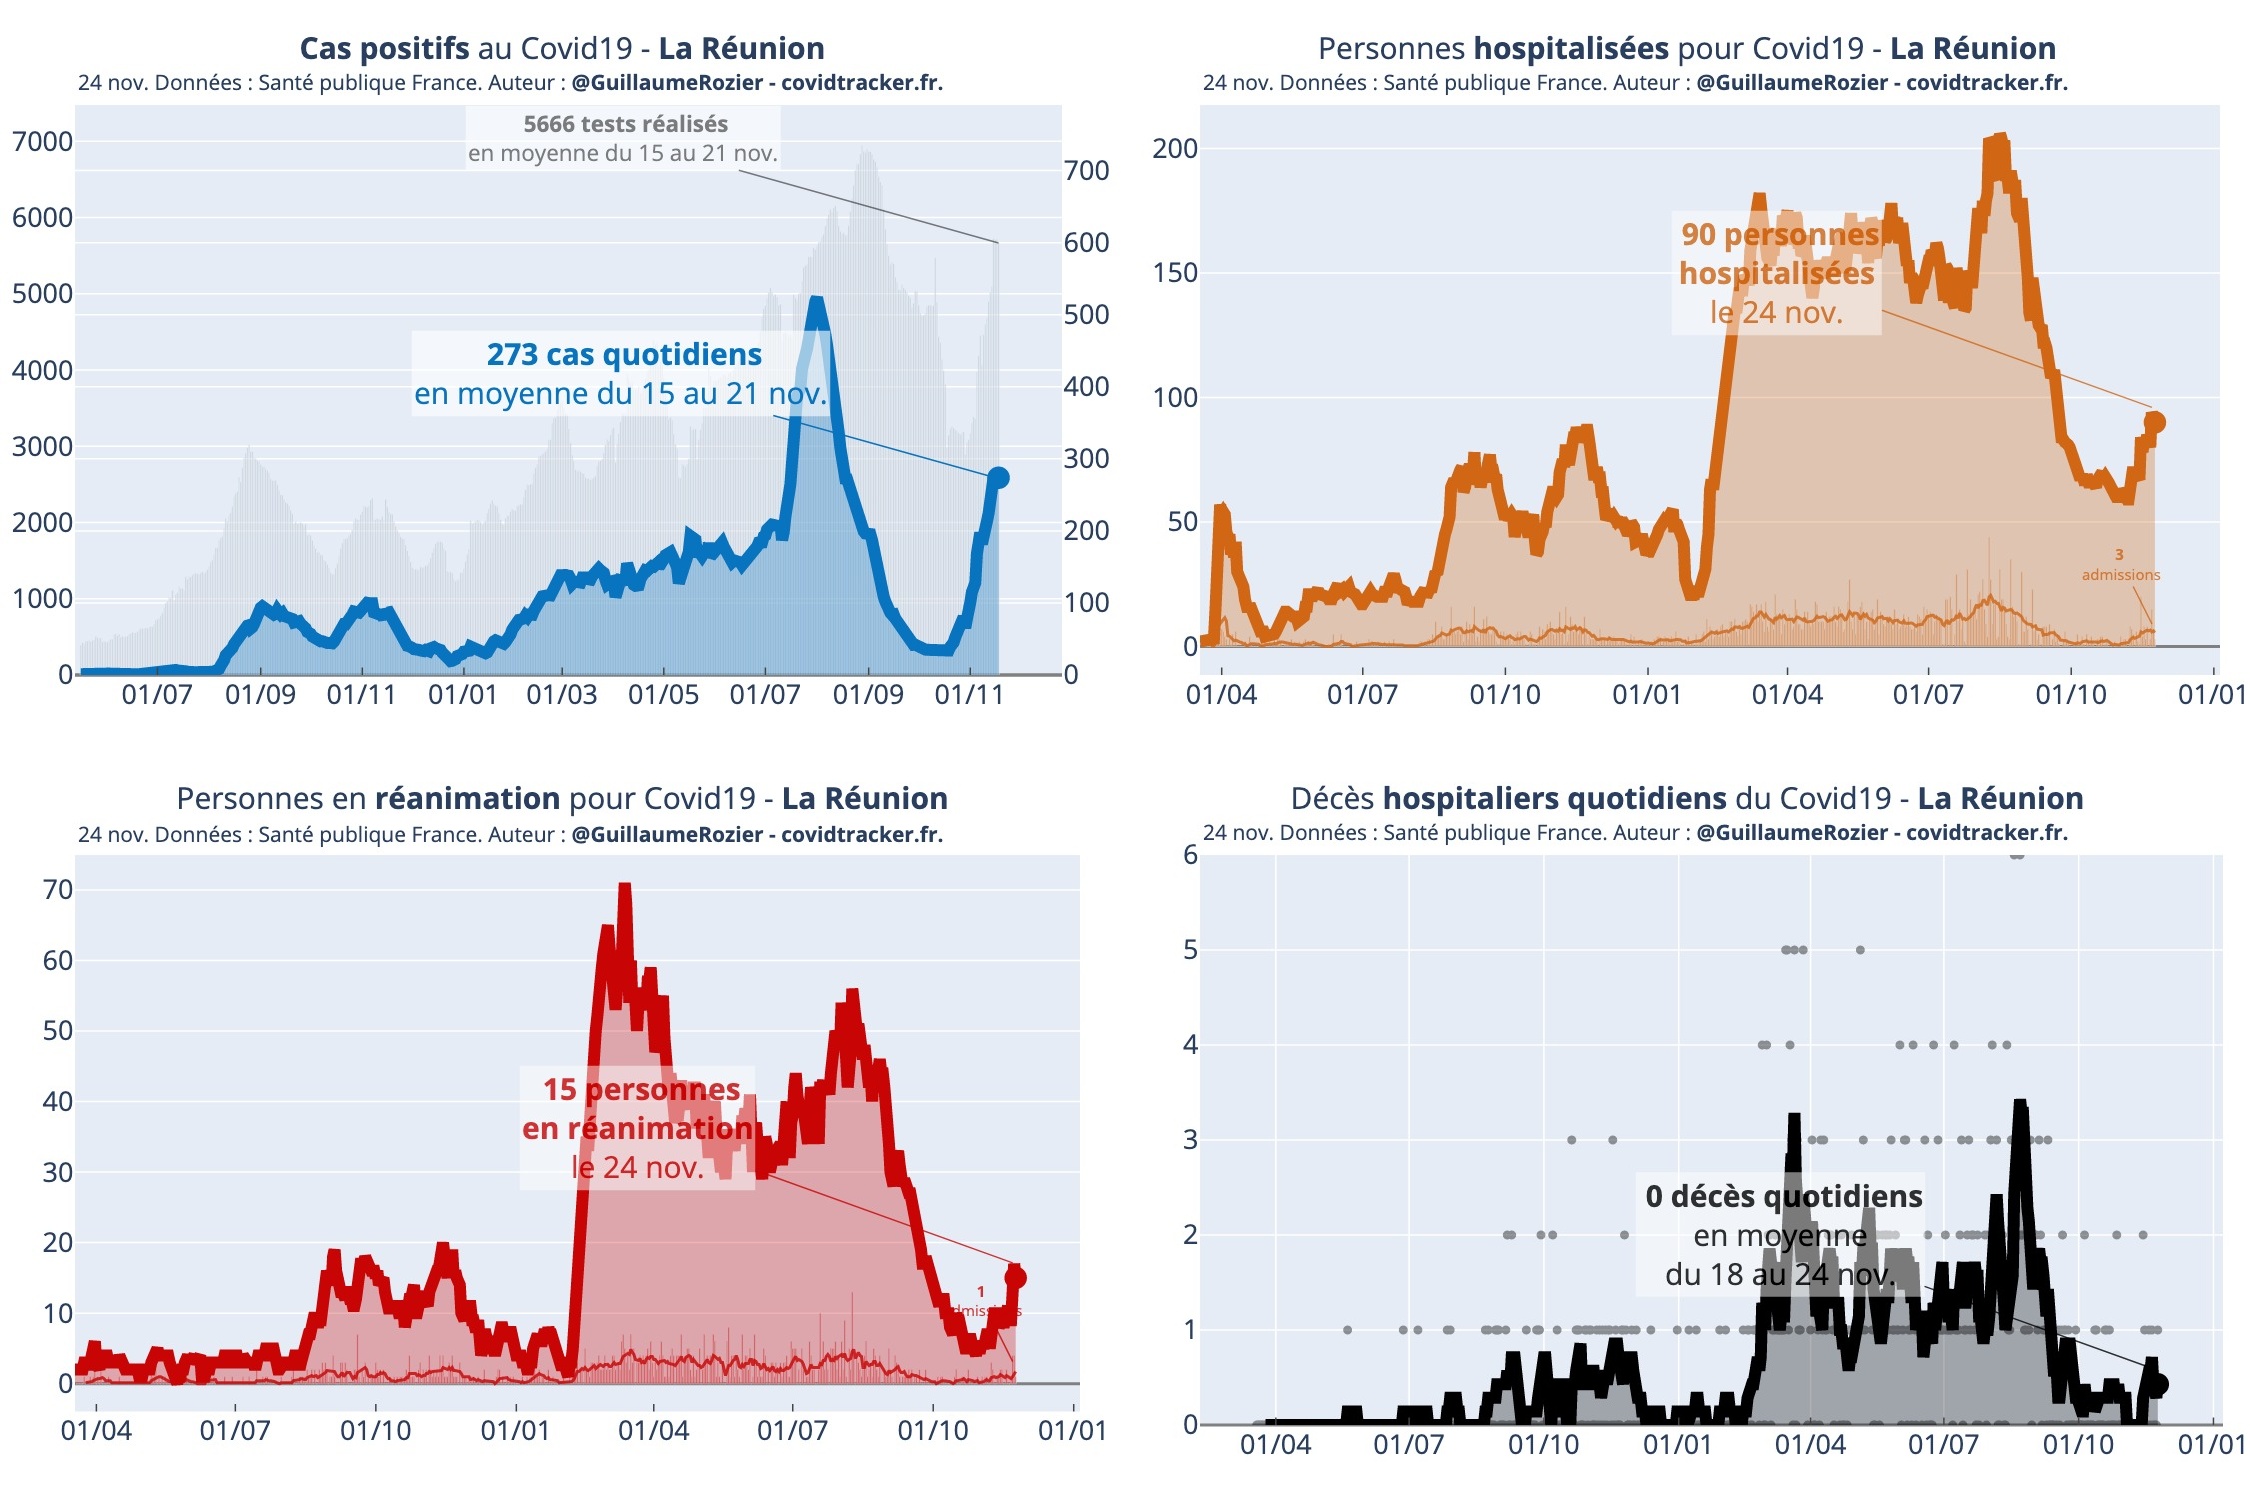 Cas positifs au Covid19 - La Réunion
24 nov. Données : Santé publique France. Auteur : @GuillaumeRozier - covidtracker.fr.
5666 tests réalisés
en moyenne du 15 au 21 nov.
273 cas quotidiens
en moyenne du 15 au 21 nov.
7000
6000
5000
4000
3000
2000
1000
0
700
600
500
400
300
200
100
0
01/07 01/09 01/11 01/01 01/03 01/05 01/07 01/09 01/11
Personnes hospitalisées pour Covid19 - La Réunion
24 nov. Données : Santé publique France. Auteur : @GuillaumeRozier - covidtracker.fr.
200
150
100
50
0
90 personnes
hospitalisées
le 24 nov.
3
admissions
01/04 01/07 01/10 01/01 01/04 01/07 01/10 01/01
Personnes en réanimation pour Covid19 - La Réunion
24 nov. Données : Santé publique France. Auteur : @GuillaumeRozier - covidtracker.fr.
70
60
50
40
30
20
10
0
15 personnes
en réanimation
le 24 nov.
1
01/04 01/07 01/10 01/01 01/04 01/07 01/10 01/01
Décès hospitaliers quotidiens du Covid19 - La Réunion
24 nov. Données : Santé publique France. Auteur : @GuillaumeRozier - covidtracker.fr.
6
5
4
3
2
1
0
0 décès quotidiens
en moyenne
du 18 au 24 nov.
01/04 01/07 01/10 01/01 01/04 01/07 01/10 01/01